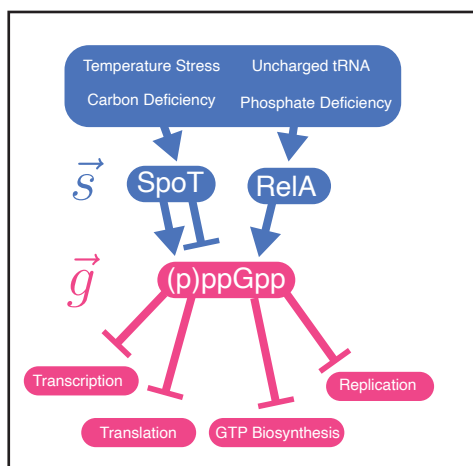 Temperature Stress Uncharged tRNA
Carbon Deficiency Phosphate Deficiency
s SpoT RelA
g (p)ppGpp
Transcription Replication
Translation GTP Biosynthesis